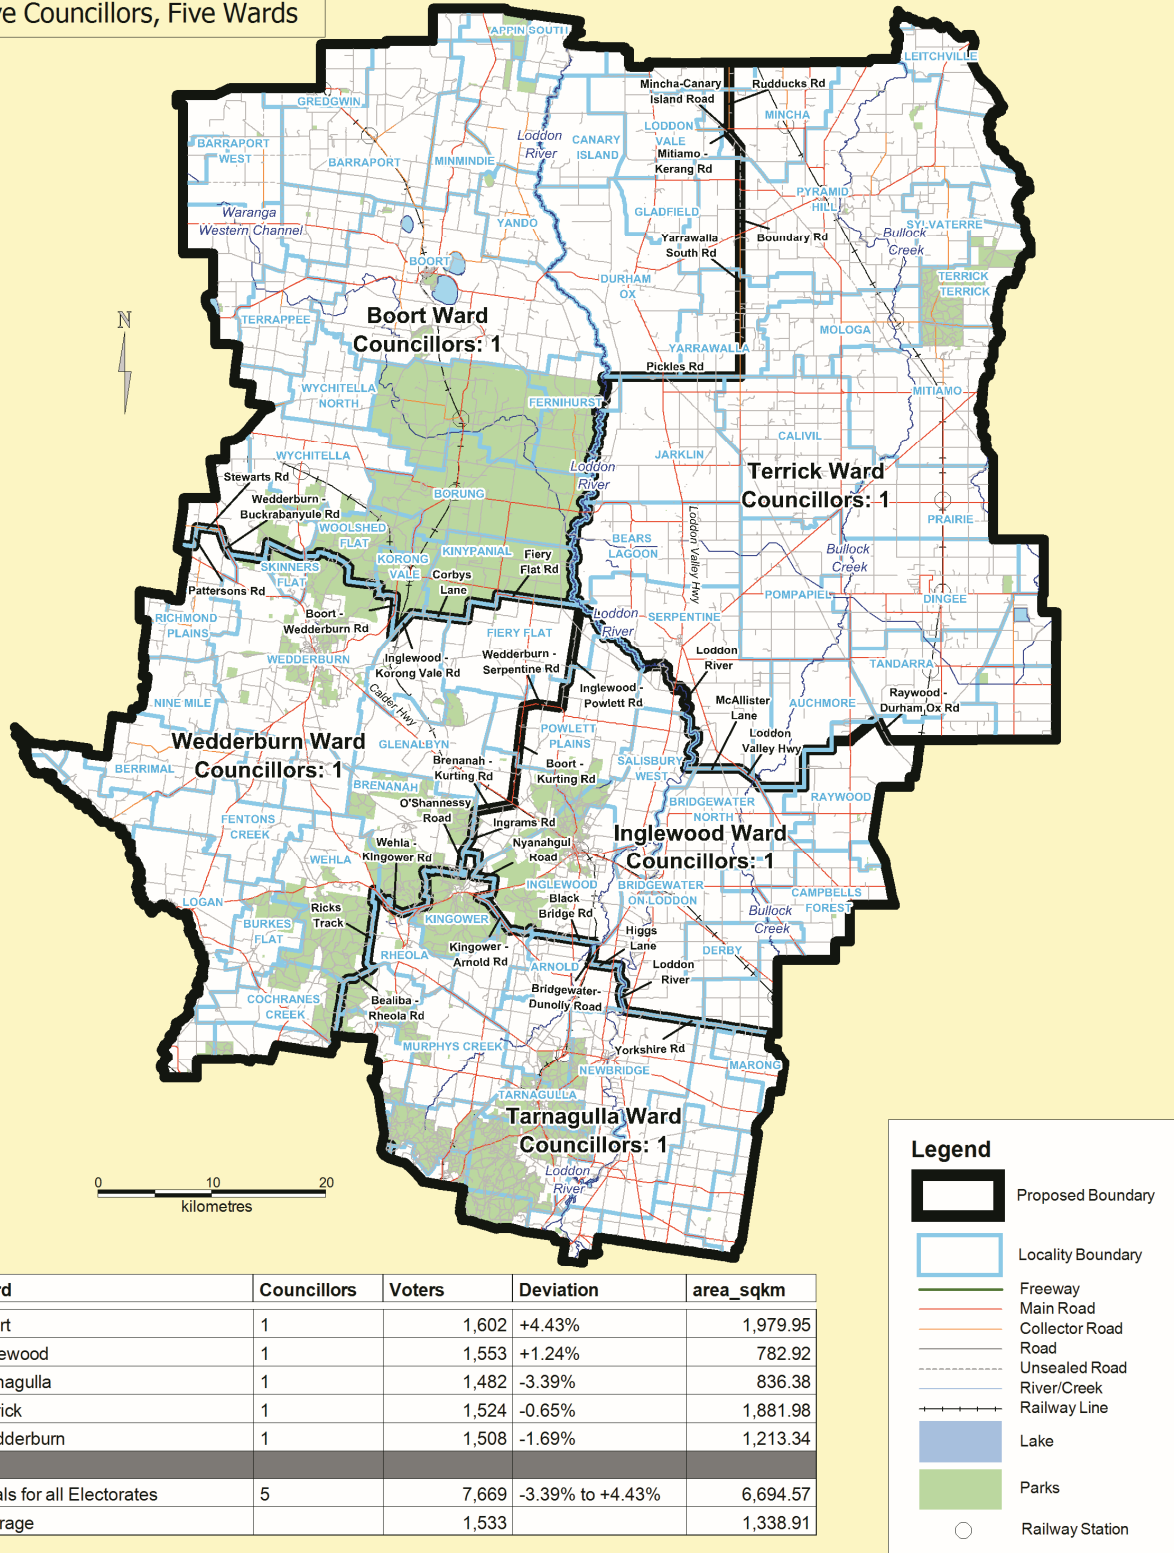 ve Councillors, Five Wards
APPIN SOUTH
LEITCHVILLE
GREDGWIN
Mincha-Canary
Island Road
Rudducks Rd
MINCHA
BARRAPORT
WEST
BARRAPORT
MINMINDIE
Loddon
River
CANARY
ISLAND
LODDON
VALE
Mitiamo -
Kerang Rd
PYRAMID
HILL
Waranga
Western Channel
YANDO
GLADFIELD
SYLVATERRE
Bullock
Creek
Yarrawalla
South Rd
Boundary Rd
BOORT
DURHAM
OX
TERRICK
TERRICK
N
TERRAPPEE
Boort Ward
Councillors: 1
MOLOGA
YARRAWALLA
Pickles Rd
WYCHITELLA
NORTH
FERNIHURST
MITIAMO
CALIVIL
WYCHITELLA
JARKLIN
Terrick Ward
Councillors: 1
Loddon
River
Stewarts Rd
Wedderburn -
Buckrabanyule Rd
BORUNG
WOOLSHED
FLAT
PRAIRIE
BEARS
LAGOON
Loddon Valley Hwy
KINYPANIAL
Fiery
Flat Rd
KORONG
VALE
Corbys
Lane
SKINNERS
FLAT
Bullock
Creek
Pattersons Rd
POMPAPIEL
DINGEE
RICHMOND
PLAINS
Boort -
Wedderburn Rd
Loddon
River
SERPENTINE
FIERY FLAT
WEDDERBURN
Inglewood -
Korong Vale Rd
Wedderburn -
Serpentine Rd
Loddon
River
TANDARRA
Inglewood -
Powlett Rd
Calder Hwy
NINE MILE
McAllister
Lane
AUCHMORE
Raywood -
Durham Ox Rd
POWLETT
PLAINS
Loddon
Valley Hwy
Wedderburn Ward
Councillors: 1
GLENALBYN
BERRIMAL
Brenanah -
Kurting Rd
Boort -
Kurting Rd
SALISBURY
WEST
BRENANAH
O'Shannessy
Road
RAYWOOD
BRIDGEWATER
NORTH
FENTONS
CREEK
Ingrams Rd
Inglewood Ward
Councillors: 1
Wehla -
Kingower Rd
Nyanahgul
Road
WEHLA
INGLEWOOD
BRIDGEWATER
ON LODDON
CAMPBELLS
FOREST
LOGAN
Ricks
Track
Black
Bridge Rd
Bullock
Creek
BURKES
FLAT
KINGOWER
Higgs
Lane
DERBY
RHEOLA
Kingower -
Arnold Rd
ARNOLD
Loddon
River
COCHRANES
CREEK
Bealiba -
Rheola Rd
Bridgewater-
Dunolly Road
MURPHYS CREEK
Yorkshire Rd
NEWBRIDGE
MARONG
TARNAGULLA
Tarnagulla Ward
Councillors: 1
Loddon
River
0 10 20
kilometres
Legend
Proposed Boundary
Locality Boundary
Freeway
Main Road
Collector Road
Road
Unsealed Road
River/Creek
Railway Line
Lake
Parks
Railway Station
rd Councillors Voters Deviation area_sqkm
rt 1 1,602 +4.43% 1,979.95
ewood 1 1,553 +1.24% 782.92
nagulla 1 1,482 -3.39% 836.38
rick 1 1,524 -0.65% 1,881.98
dderburn 1 1,508 -1.69% 1,213.34
als for all Electorates 5 7,669 -3.39% to +4.43% 6,694.57
rage 1,533 1,338.91